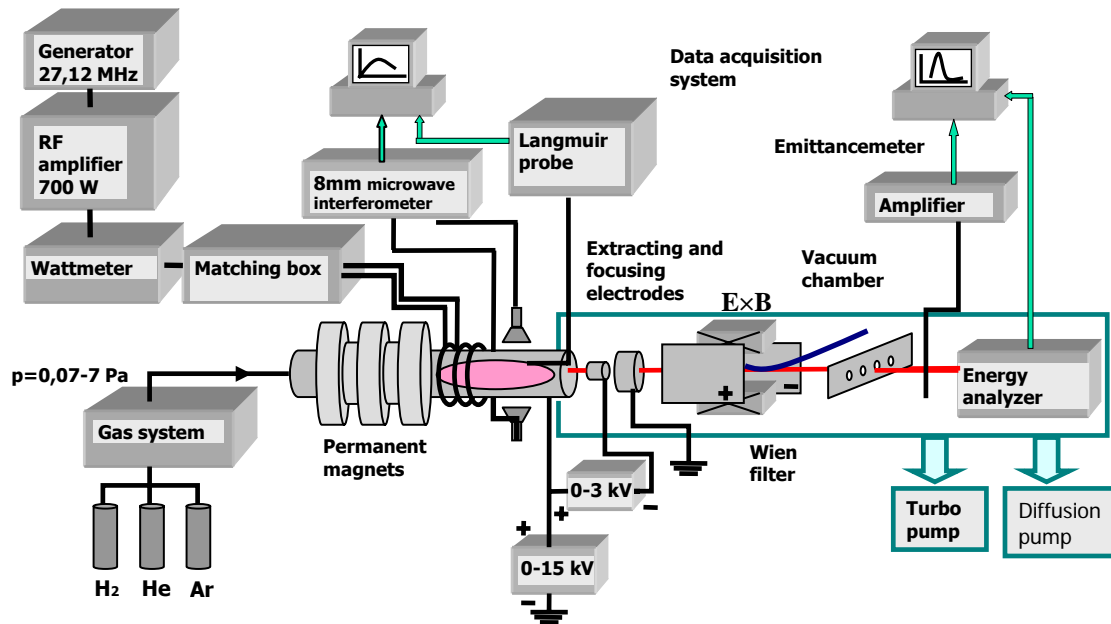 Generator
27,12 MHz
RF
amplifier
700 W
Wattmeter
Matching box
8mm microwave
interferometer
Langmuir
probe
Data acquisition
system
Emittancemeter
Amplifier
Extracting and
focusing
electrodes
Vacuum
chamber
E×B
+
-
Energy
analyzer
p=0,07-7 Pa
Gas system
Permanent
magnets
Wien
filter
0-3 kV
+
-
+
0-15 kV
-
Turbo
pump
Diffusion
pump
H2
He
Ar